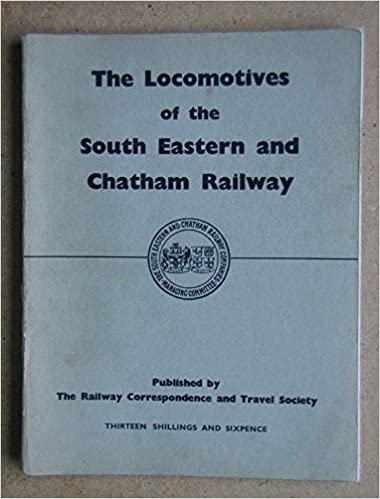 The Locomotives
of the
South Eastern and
Chatham Railway
THE SOUTH EASTERN AND CHATHAM RAILWAY COMPANIES
MANAGING COMMITTEE
Published by
The Railway Correspondence and Travel Society
THIRTEEN SHILLINGS AND SIXPENCE